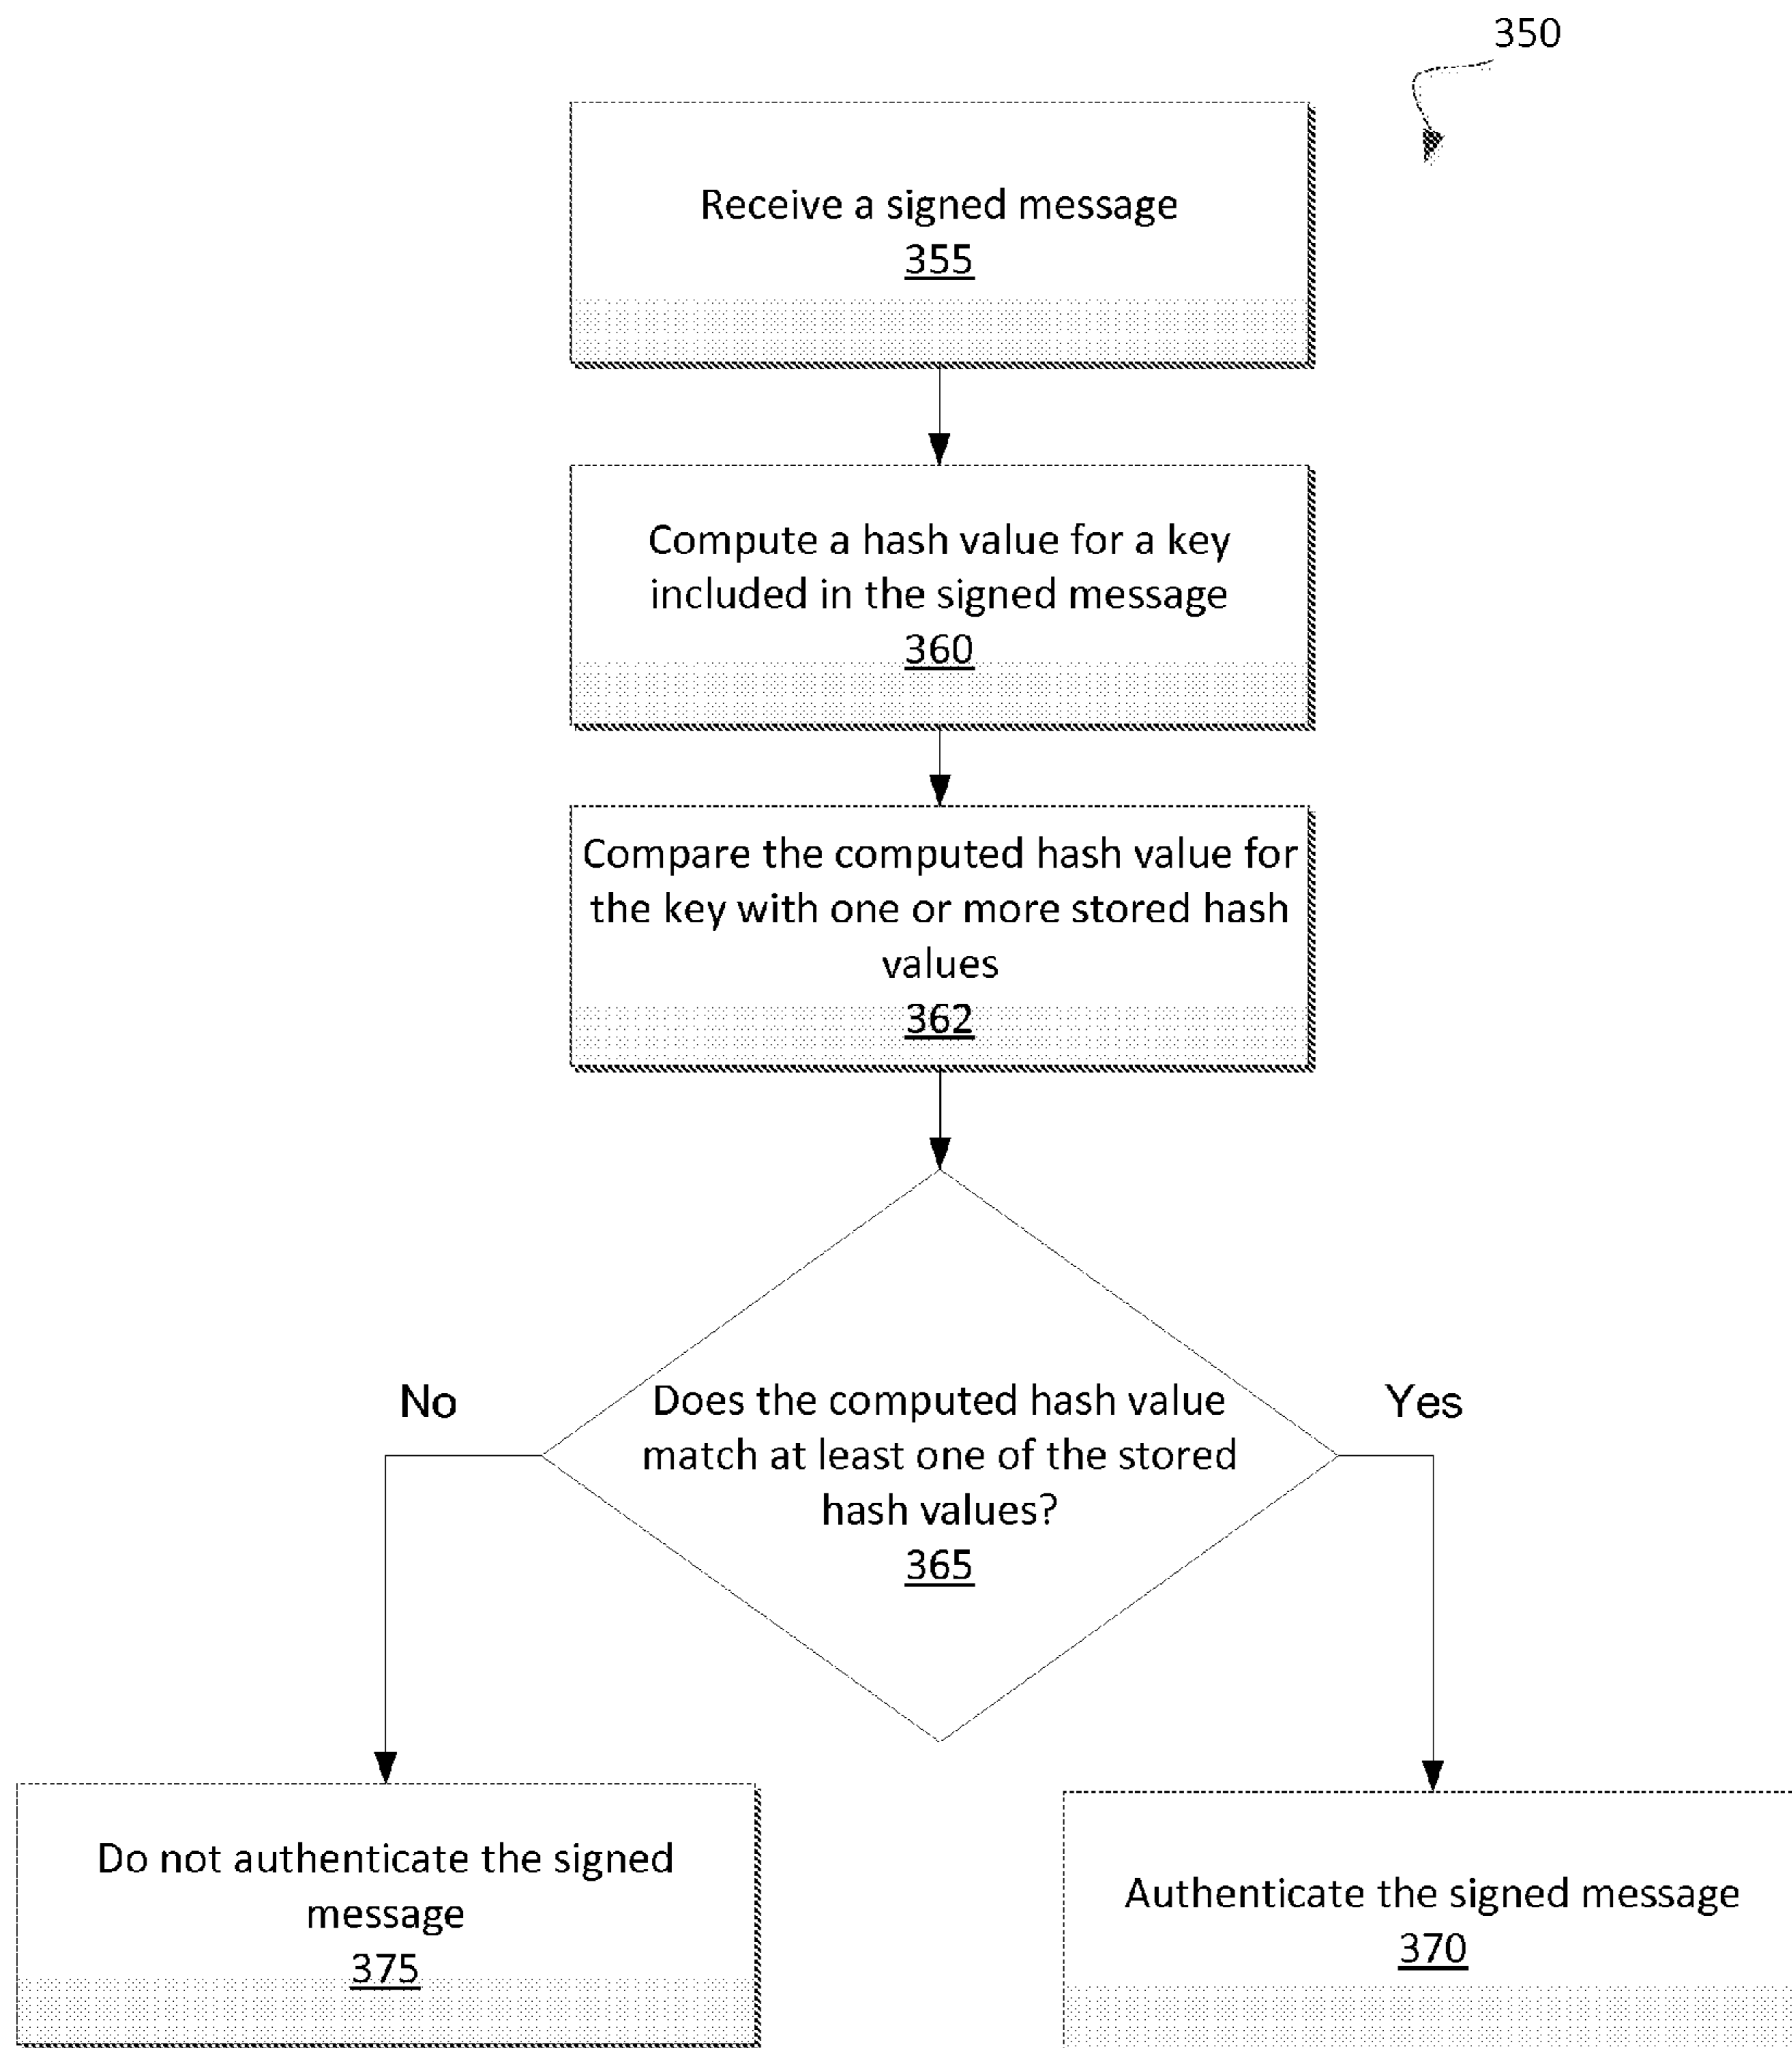 350
Receive a signed message
355
Compute a hash value for a key
included in the signed message
360
Compare the computed hash value for
the key with one or more stored hash
values
362
No
Yes
Does the computed hash value
match at least one of the stored
hash values?
365
Do not authenticate the signed
message
375
Authenticate the signed message
370